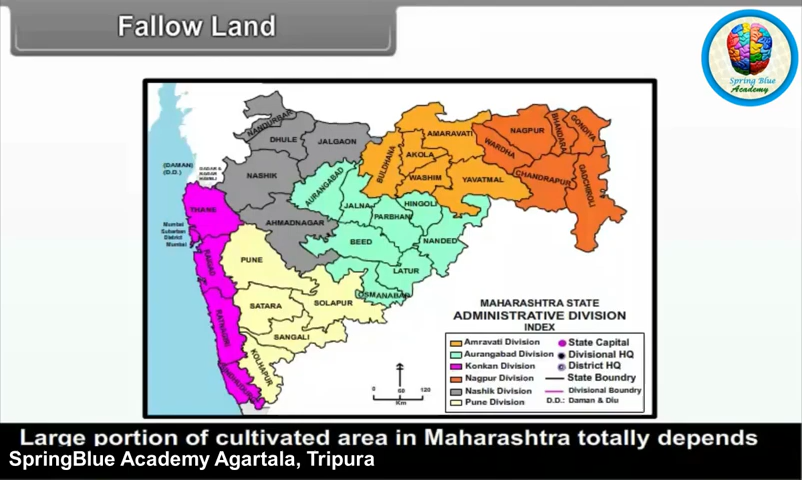 Fallow Land
Spring Blue
Academy
NANDURBAR
DHULE
JALGAON
NASHIK
AHMADNAGAR
(DAMAN)
(D.D.)
THANE
Mumbai
Suburban
District
Mumbai
RAIGAD
RATNAGIRI
PUNE
SATARA
SOLAPUR
SANGALI
KOLHAPUR
AURANGABAD
JALNA
PARBHANI
HINGOLI
BEED
NANDED
LATUR
OSMANABAD
BULDHANA
AKOLA
AMARAVATI
WASHIM
YAVATMAL
WARDHA
NAGPUR
BHANDARA
GONDIYA
CHANDRAPUR
GADCHIROLI
MAHARASHTRA STATE
ADMINISTRATIVE DIVISION
INDEX
Amravati Division
Aurangabad Division
Konkan Division
Nagpur Division
Nashik Division
Pune Division
State Capital
Divisional HQ
District HQ
State Boundry
Divisional Boundry
D.D.: Daman & Diu
0 60 120
Km
Large portion of cultivated area in Maharashtra totally depends
SpringBlue Academy Agartala, Tripura